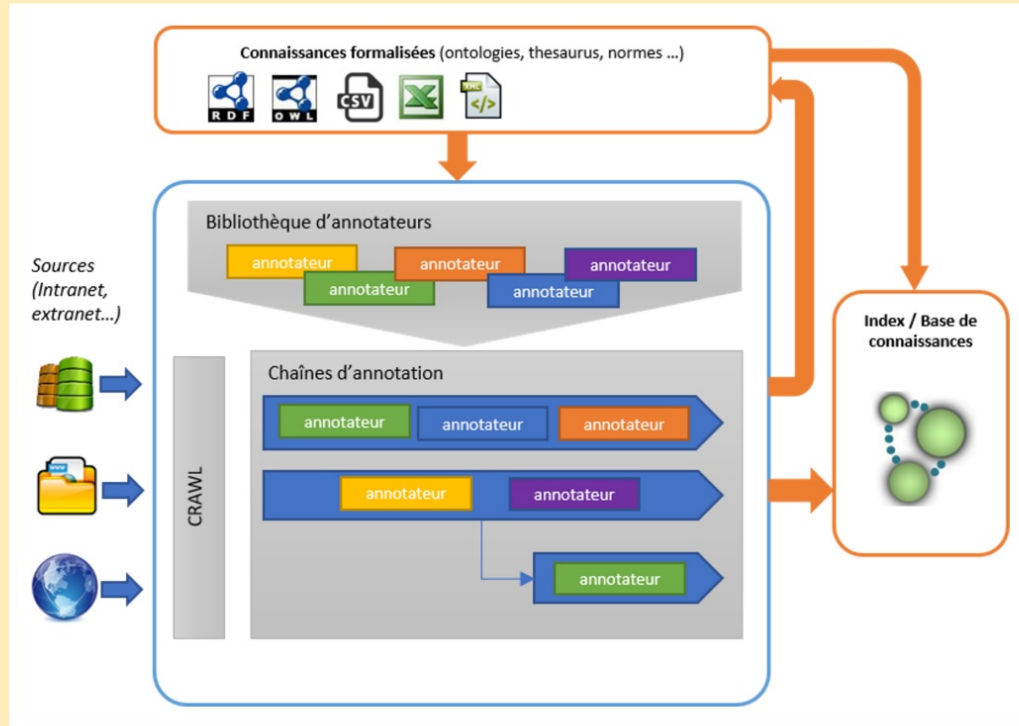 Connaissances formalisées (ontologies, thesaurus, normes ...)
RDF
OWL
CSV
Bibliothèque d’annotateurs
annotateur
annotateur
annotateur
annotateur
annotateur
Sources
(Intranet,
extranet...)
CRAWL
Chaînes d’annotation
annotateur
annotateur
annotateur
annotateur
annotateur
annotateur
Index / Base de
connaissances